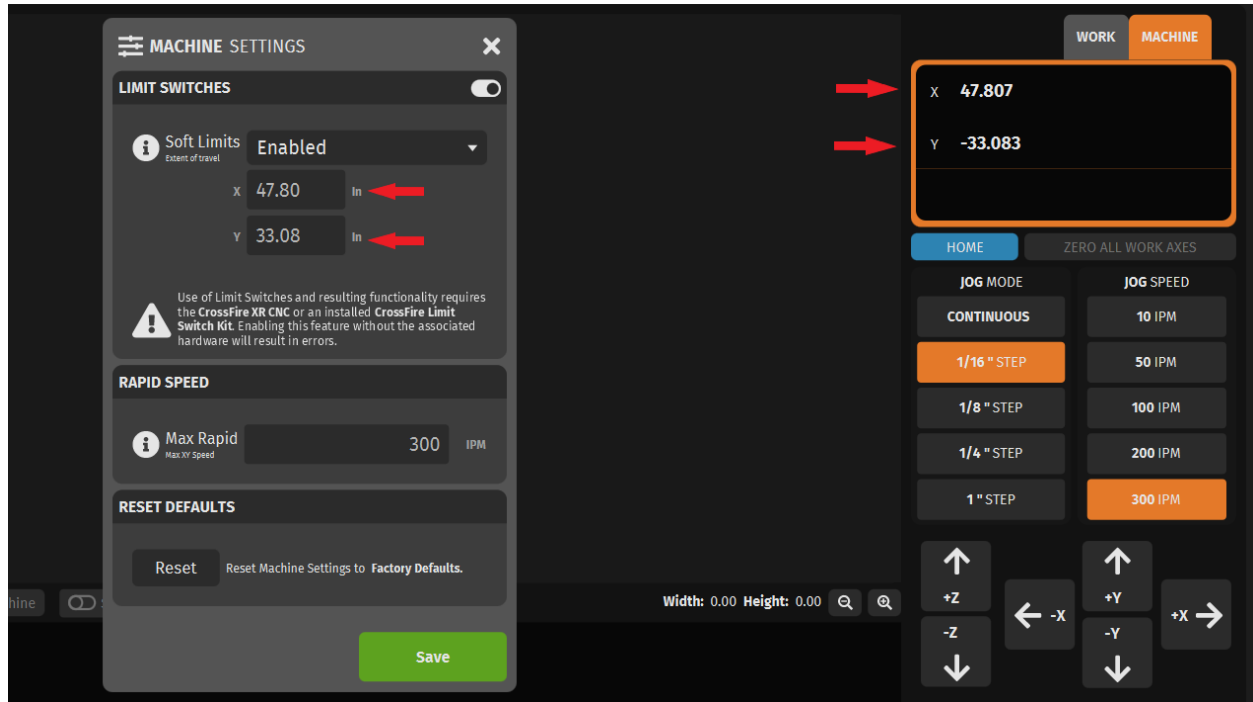 MACHINE SETTINGS
LIMIT SWITCHES
Soft Limits
Extent of travel
Enabled
X 47.80 In
Y 33.08 In
Use of Limit Switches and resulting functionality requires
the CrossFire XR CNC or an installed CrossFire Limit
Switch Kit. Enabling this feature without the associated
hardware will result in errors.
RAPID SPEED
Max Rapid
Max XY Speed
300 IPM
RESET DEFAULTS
Reset
Reset Machine Settings to Factory Defaults.
Save
Width: 0.00 Height: 0.00
WORK
MACHINE
X 47.807
Y -33.083
HOME
ZERO ALL WORK AXES
JOG MODE
CONTINUOUS
1/16 " STEP
1/8 " STEP
1/4 " STEP
1 " STEP
JOG SPEED
10 IPM
50 IPM
100 IPM
200 IPM
300 IPM
+Z
-Z
-X
+Y
-Y
+X